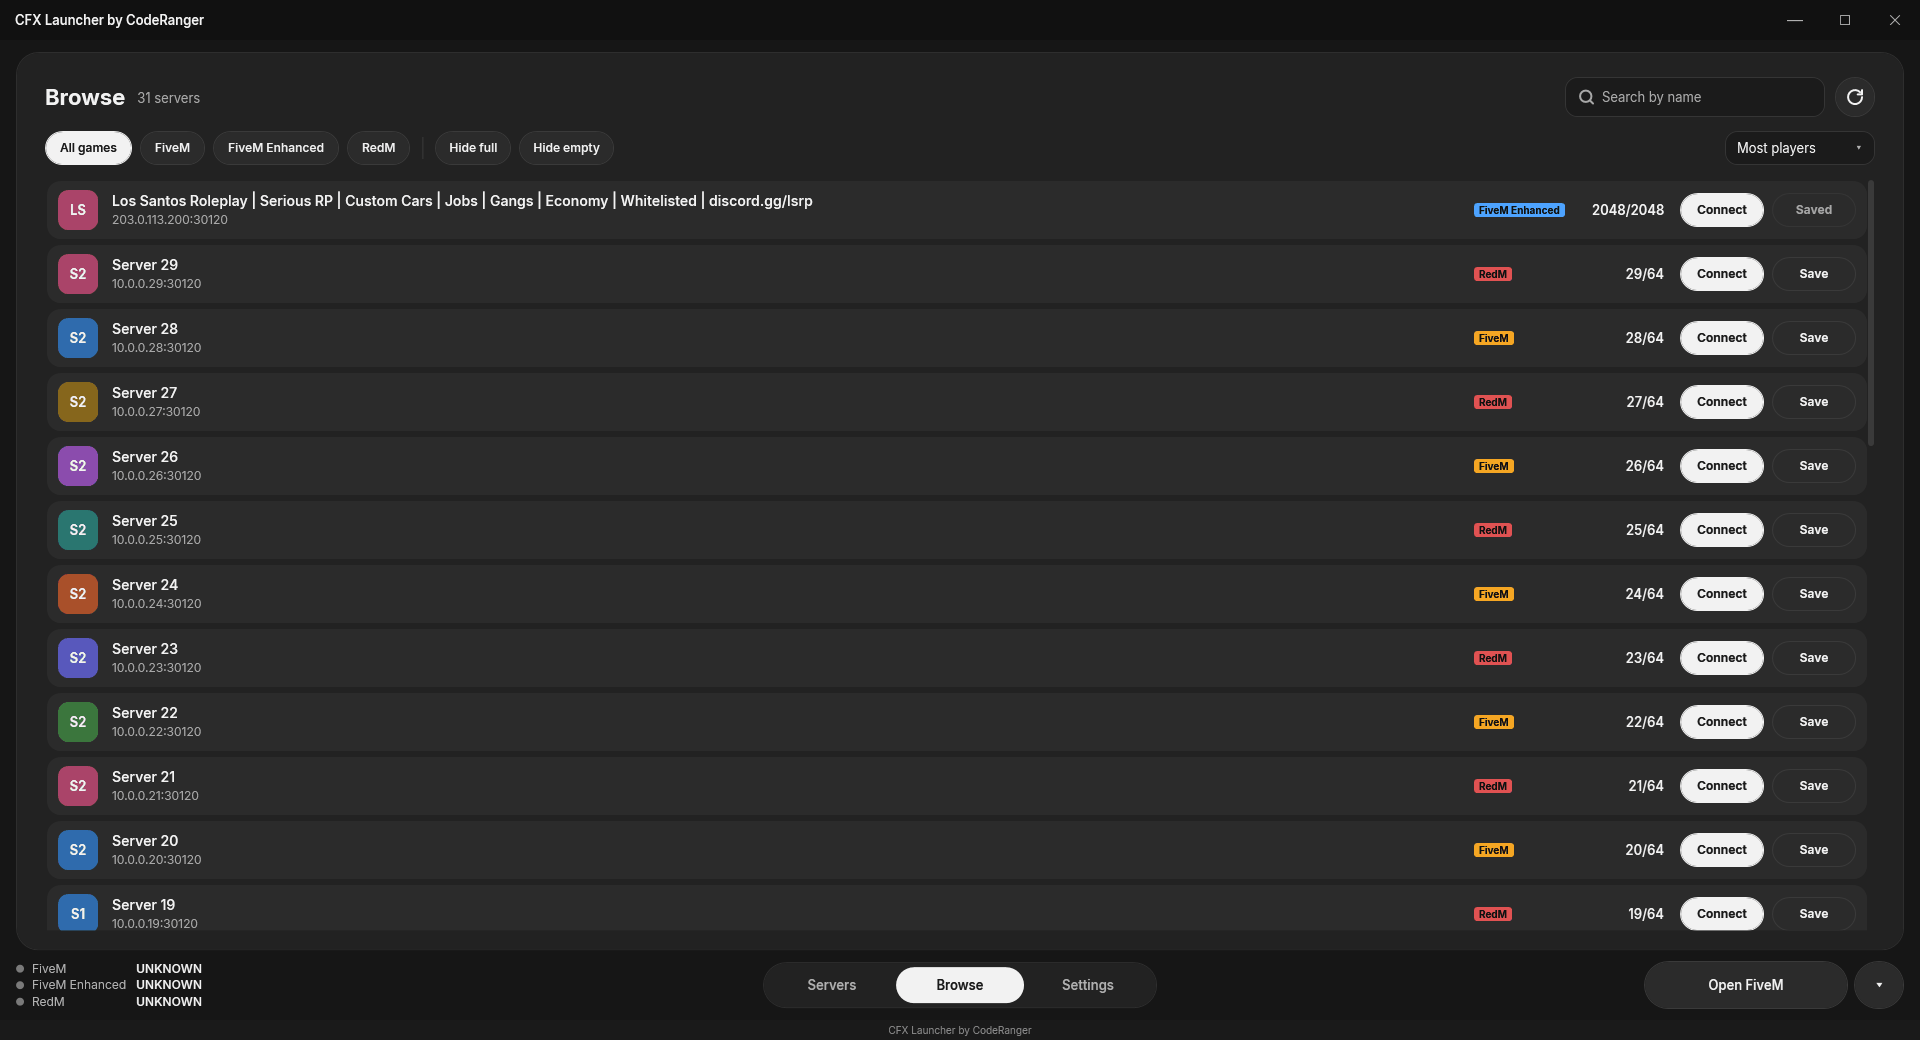 CFX Launcher by CodeRanger
Browse 31 servers
Search by name
All games FiveM FiveM Enhanced RedM Hide full Hide empty Most players
LS Los Santos Roleplay | Serious RP | Custom Cars | Jobs | Gangs | Economy | Whitelisted | discord.gg/lsrp
203.0.113.200:30120
FiveM Enhanced 2048/2048 Connect Saved
S2 Server 29
10.0.0.29:30120
RedM 29/64 Connect Save
S2 Server 28
10.0.0.28:30120
FiveM 28/64 Connect Save
S2 Server 27
10.0.0.27:30120
RedM 27/64 Connect Save
S2 Server 26
10.0.0.26:30120
FiveM 26/64 Connect Save
S2 Server 25
10.0.0.25:30120
RedM 25/64 Connect Save
S2 Server 24
10.0.0.24:30120
FiveM 24/64 Connect Save
S2 Server 23
10.0.0.23:30120
RedM 23/64 Connect Save
S2 Server 22
10.0.0.22:30120
FiveM 22/64 Connect Save
S2 Server 21
10.0.0.21:30120
RedM 21/64 Connect Save
S2 Server 20
10.0.0.20:30120
FiveM 20/64 Connect Save
S1 Server 19
10.0.0.19:30120
RedM 19/64 Connect Save
FiveM UNKNOWN
FiveM Enhanced UNKNOWN
RedM UNKNOWN
Servers Browse Settings
Open FiveM
CFX Launcher by CodeRanger